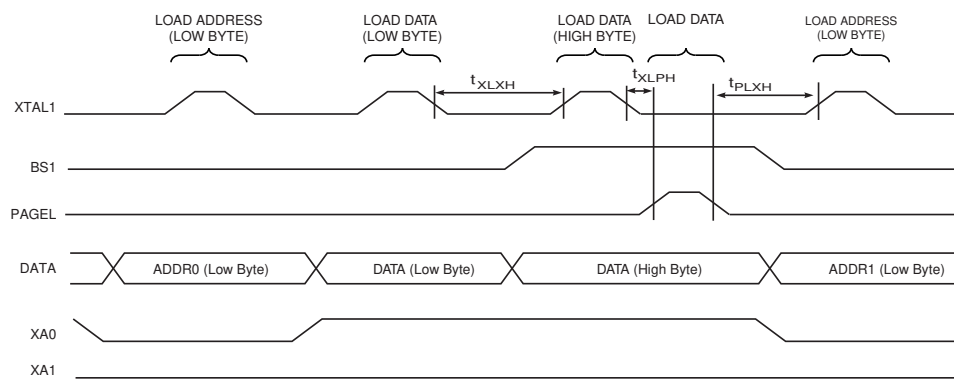 LOAD ADDRESS
(LOW BYTE)
LOAD DATA
(LOW BYTE)
LOAD DATA
(HIGH BYTE)
LOAD DATA
LOAD ADDRESS
(LOW BYTE)
tXLXH
tXLPH
tPLXH
XTAL1
BS1
PAGEL
DATA
ADDR0 (Low Byte)
DATA (Low Byte)
DATA (High Byte)
ADDR1 (Low Byte)
XA0
XA1